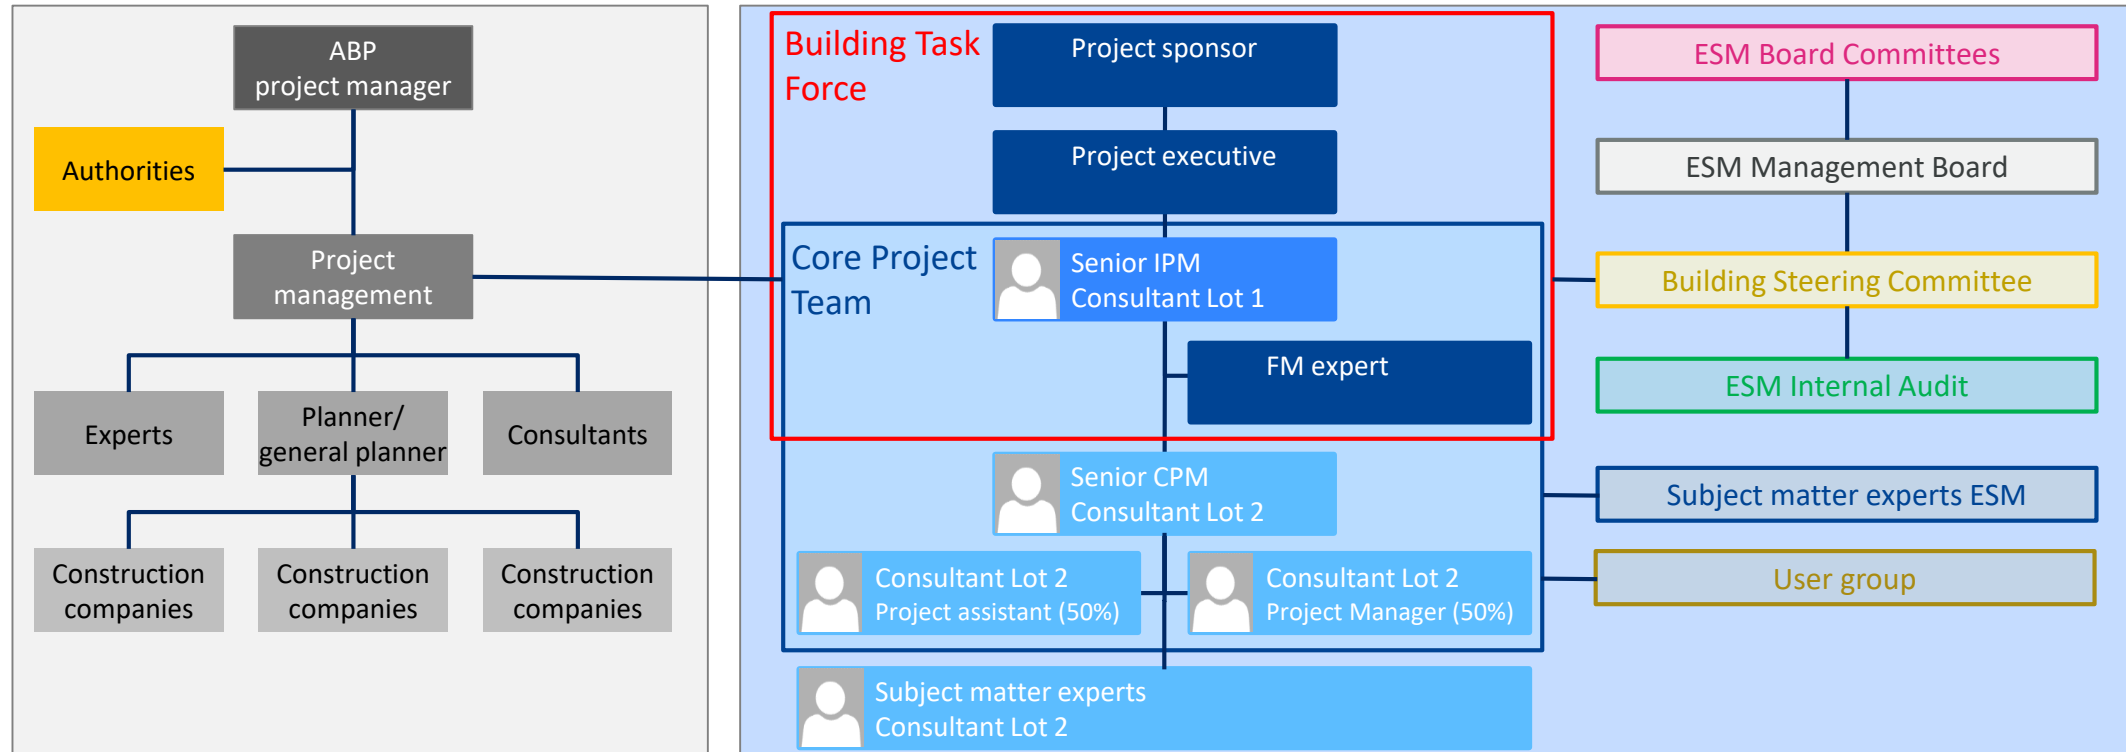 ABP
project manager
Authorities
Project
management
Experts
Planner/
general planner
Consultants
Construction
companies
Construction
companies
Construction
companies
Building Task
Force
Project sponsor
Project executive
Core Project
Team
Senior IPM
Consultant Lot 1
FM expert
Senior CPM
Consultant Lot 2
Consultant Lot 2
Project assistant (50%)
Consultant Lot 2
Project Manager (50%)
Subject matter experts
Consultant Lot 2
ESM Board Committees
ESM Management Board
Building Steering Committee
ESM Internal Audit
Subject matter experts ESM
User group